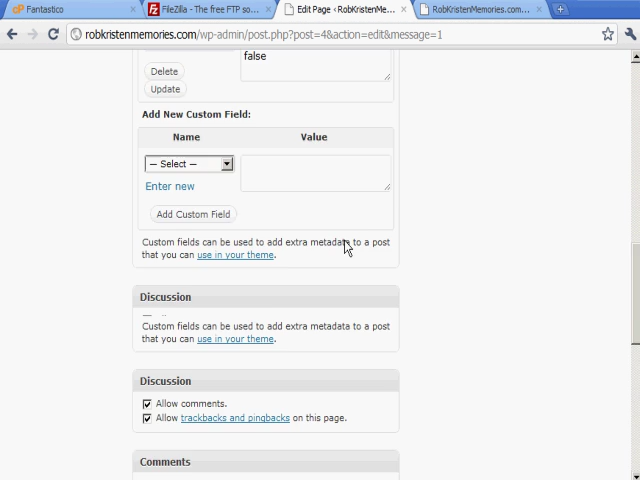 Fantastico
FileZilla - The free FTP so...
Edit Page ‹ RobKristenMe...
RobKristenMemories.com...
robkristenmemories.com/wp-admin/post.php?post=4&action=edit&message=1
false
Delete
Update
Add New Custom Field:
Name Value
— Select —
Enter new
Add Custom Field
Custom fields can be used to add extra metadata to a post
that you can use in your theme.
Discussion
Custom fields can be used to add extra metadata to a post
that you can use in your theme.
Discussion
Allow comments.
Allow trackbacks and pingbacks on this page.
Comments